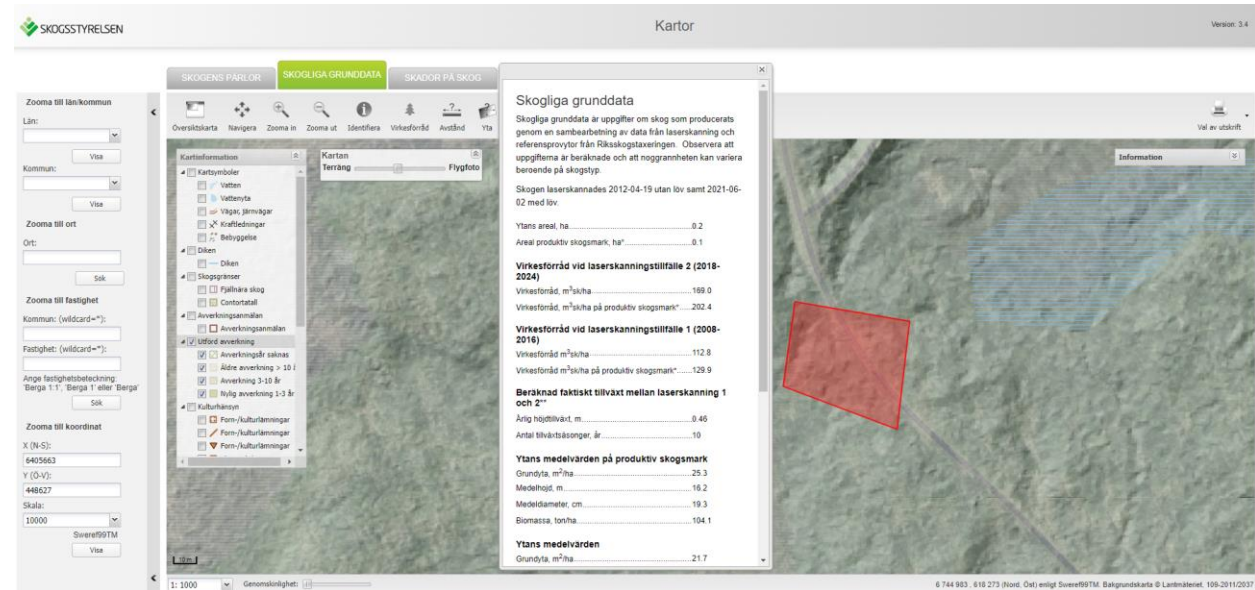 SKOGSSTYRELSEN
Kartor
Version: 3.4
SKOGENS PÄRLOR
SKOGLIGA GRUNDDATA
SKADOR PÅ SKOG
Zooma till län/kommun
Län:
Visa
Kommun:
Visa
Zooma till ort
Ort:
Sök
Zooma till fastighet
Kommun: (wildcard=*):
Fastighet: (wildcard=*):
Ange fastighetsbeteckning:
'Berga 1:1', 'Berga 1' eller 'Berga'
Sök
Zooma till koordinat
X (N-S):
6405663
Y (Ö-V):
448627
Skala:
10000
Sweref99TM
Visa
Översiktskarta
Navigera
Zooma in
Zooma ut
Identifiera
Virkesförråd
Avstånd
Yta
Val av utskrift
Kartinformation
Kartsymboler
Vatten
Vattenyta
Vägar, järnvägar
Kraftledningar
Bebyggelse
Diken
Diken
Skogsgränser
Fjällnära skog
Contortatall
Avverkningsanmälan
Avverkningsanmälan
Utförd avverkning
Avverkningsår saknas
Äldre avverkning > 10 å
Avverkning 3-10 år
Nylig avverkning 1-3 år
Kulturhänsyn
Forn-/kulturlämningar
Forn-/kulturlämningar
Forn-/kulturlämningar
Kartan
Terräng
Flygfoto
Information
Skogliga grunddata
Skogliga grunddata är uppgifter om skog som producerats
genom en sambearbetning av data från laserskanning och
referensprovytor från Riksskogstaxeringen. Observera att
uppgifterna är beräknade och att noggrannheten kan variera
beroende på skogstyp.
Skogen laserskannades 2012-04-19 utan löv samt 2021-06-
02 med löv.
Ytans areal, ha 0.2
Areal produktiv skogsmark, ha* 0.1
Virkesförråd vid laserskanningstillfälle 2 (2018-
2024)
Virkesförråd, m³sk/ha 169.0
Virkesförråd, m³sk/ha på produktiv skogsmark* 202.4
Virkesförråd vid laserskanningstillfälle 1 (2008-
2016)
Virkesförråd m³sk/ha 112.8
Virkesförråd m³sk/ha på produktiv skogsmark* 129.9
Beräknad faktiskt tillväxt mellan laserskanning 1
och 2**
Årlig höjdtillväxt, m 0.46
Antal tillväxtsäsonger, år 10
Ytans medelvärden på produktiv skogsmark
Grundyta, m²/ha 25.3
Medelhöjd, m 16.2
Medeldiameter, cm 19.3
Biomassa, ton/ha 104.1
Ytans medelvärden
Grundyta, m²/ha 21.7
10 m
1: 1000
Genomskinlighet:
6 744 983 , 618 273 (Nord, Öst) enligt Sweref99TM. Bakgrundskarta © Lantmäteriet, 109-2011/2037